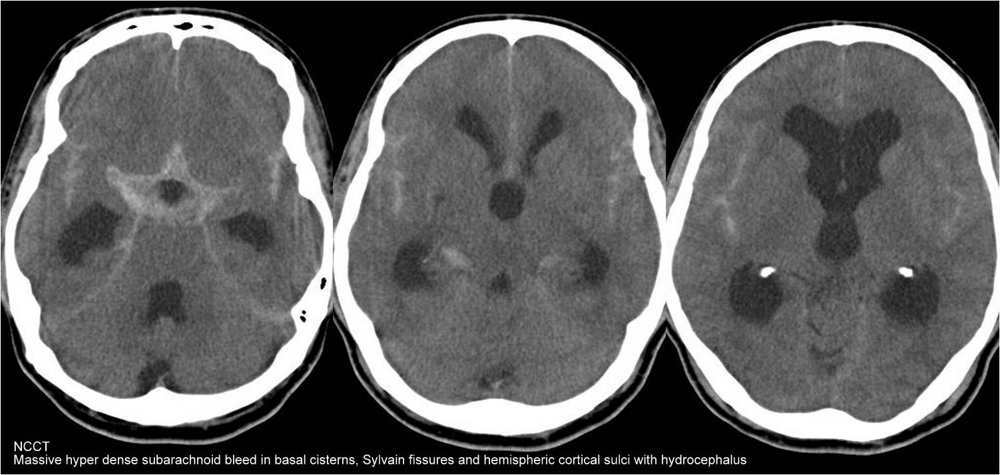 NCCT
Massive hyper dense subarachnoid bleed in basal cisterns, Sylvain fissures and hemispheric cortical sulci with hydrocephalus